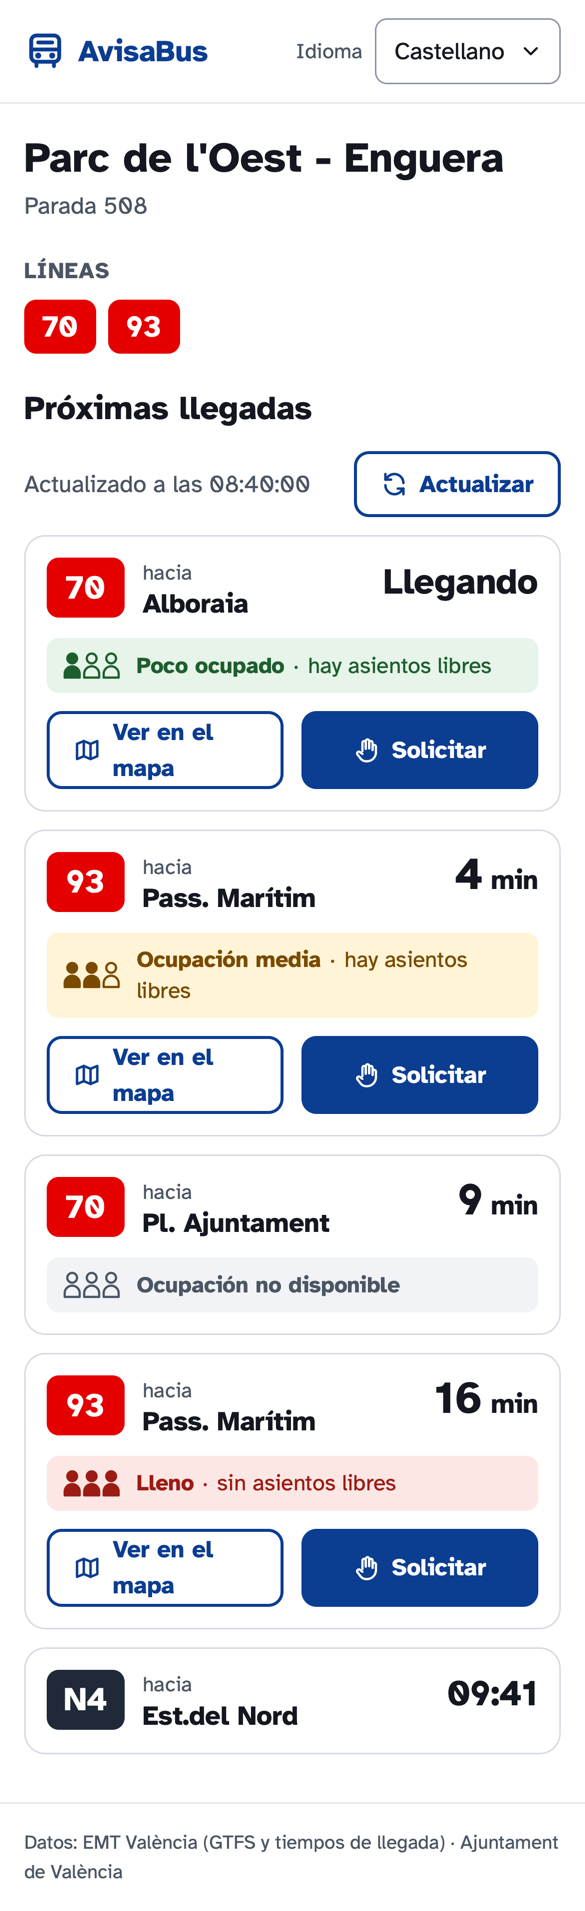 AvisaBus
Idioma
Castellano
Parc de l'Oest - Enguera
Parada 508
LÍNEAS
70 93
Próximas llegadas
Actualizado a las 08:40:00
Actualizar
70
hacia
Alboraia
Llegando
Poco ocupado · hay asientos libres
Ver en el
mapa
Solicitar
93
hacia
Pass. Marítim
4 min
Ocupación media · hay asientos
libres
Ver en el
mapa
Solicitar
70
hacia
Pl. Ajuntament
9 min
Ocupación no disponible
93
hacia
Pass. Marítim
16 min
Lleno · sin asientos libres
Ver en el
mapa
Solicitar
N4
hacia
Est.del Nord
09:41
Datos: EMT València (GTFS y tiempos de llegada) · Ajuntament
de València